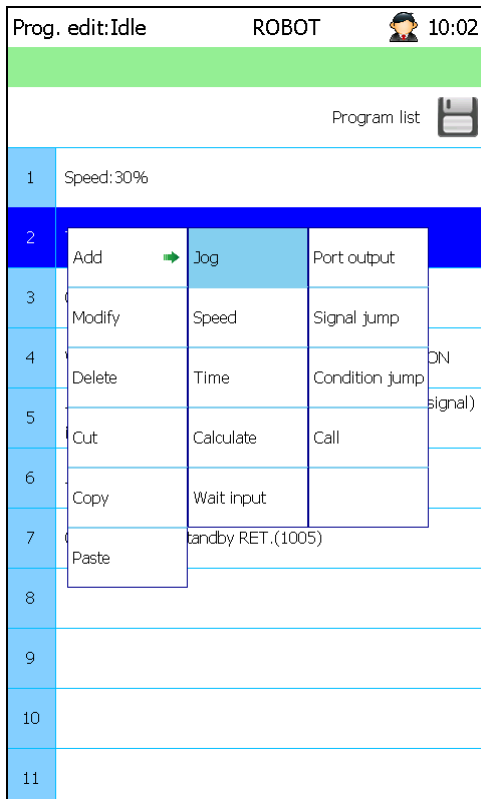 Prog. edit:Idle ROBOT 10:02
Program list
1 Speed:30%
2
Add Jog Port output
3
Modify Speed Signal jump
4 ON
Delete Time Condition jump
5 signal)
Cut Calculate Call
6
Copy Wait input
7 tandby RET.(1005)
Paste
8
9
10
11